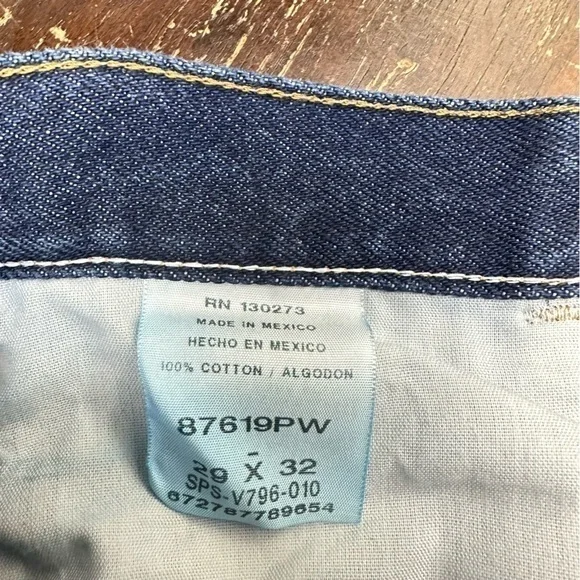 RN 130273
MADE IN MEXICO
HECHO EN MEXICO
100% COTTON / ALGODON
87619PW
-
29 X 32
SPS-V796-010
672787789654